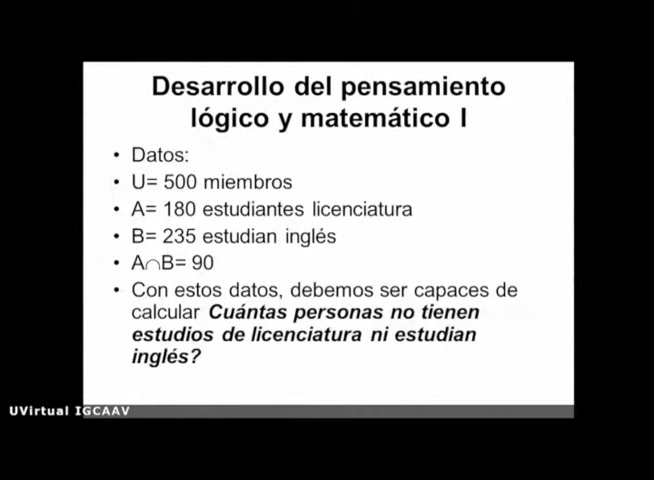 Desarrollo del pensamiento
lógico y matemático I
• Datos:
• U= 500 miembros
• A= 180 estudiantes licenciatura
• B= 235 estudian inglés
• A∩B= 90
• Con estos datos, debemos ser capaces de
calcular Cuántas personas no tienen
estudios de licenciatura ni estudian
inglés?
UVirtual IGCAAV